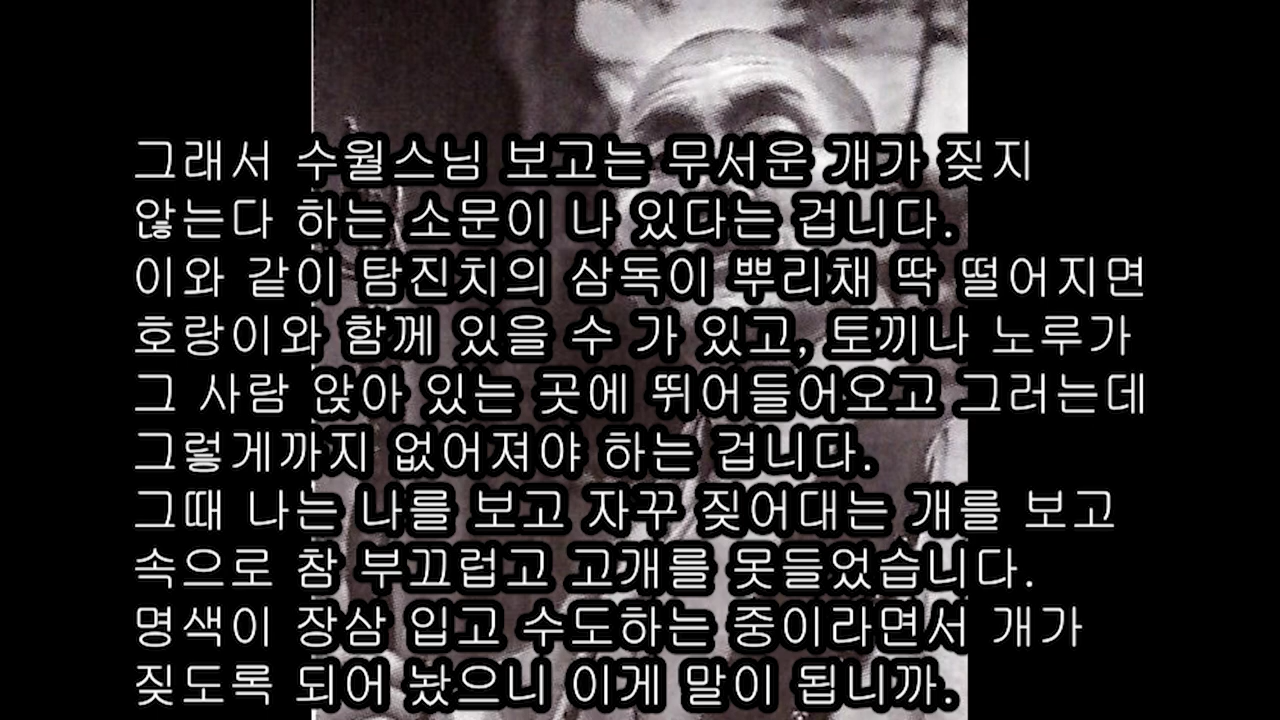 그래서 수월스님 보고는 무서운 개가 짖지
않는다 하는 소문이 나 있다는 겁니다.
이와 같이 탐진치의 삼독이 뿌리채 딱 떨어지면
호랑이와 함께 있을 수 가 있고, 토끼나 노루가
그 사람 앉아 있는 곳에 뛰어들어오고 그러는데
그렇게까지 없어져야 하는 겁니다.
그때 나는 나를 보고 자꾸 짖어대는 개를 보고
속으로 참 부끄럽고 고개를 못들었습니다.
명색이 장삼 입고 수도하는 중이라면서 개가
짖도록 되어 놨으니 이게 말이 됩니까.